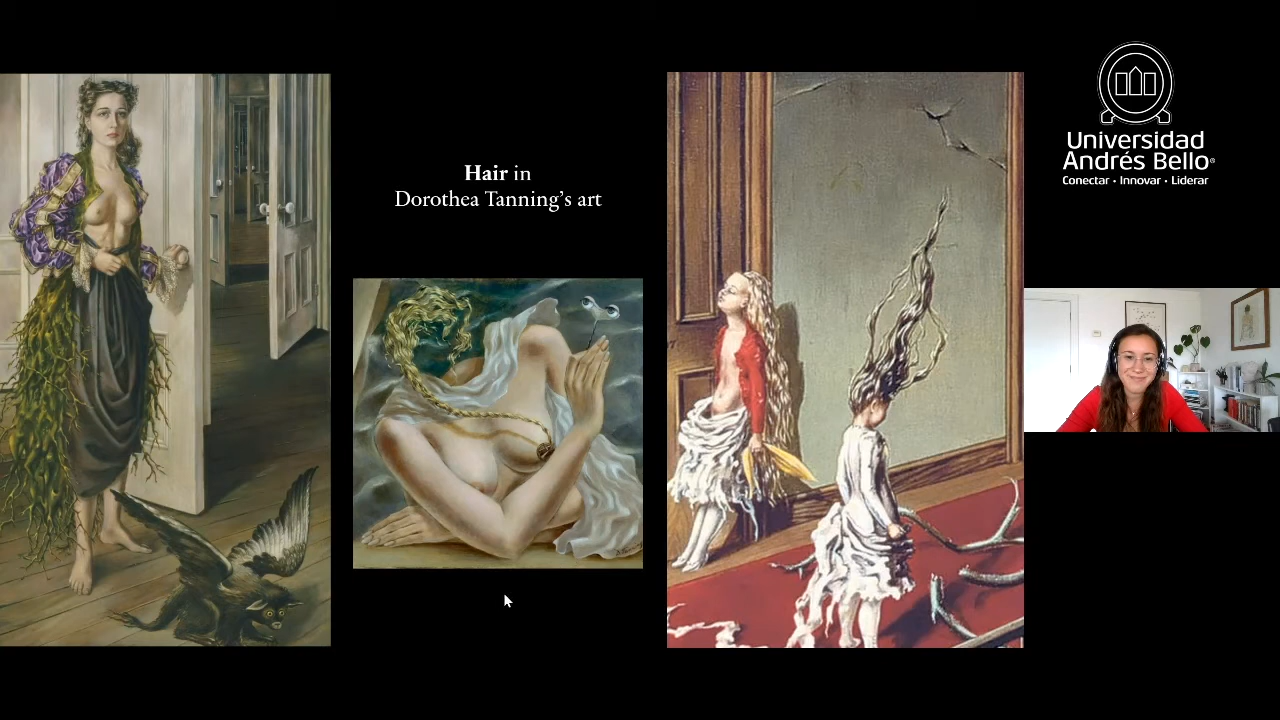 Hair in
Dorothea Tanning's art
Universidad
Andrés Bello®
Conectar • Innovar • Liderar